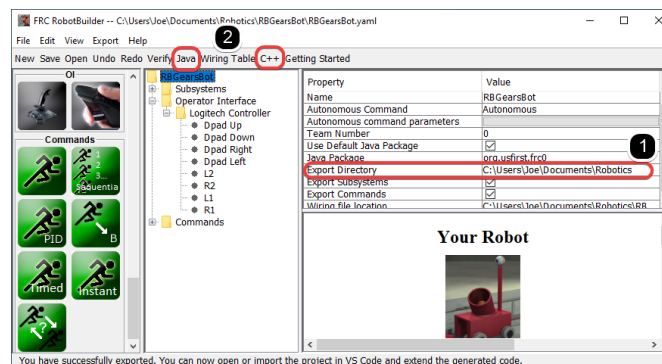 FRC RobotBuilder -- C:\Users\Joe\Documents\Robotics\RBGearsBot\RBGearsBot.yaml
File Edit View Export Help
2
New Save Open Undo Redo Verify Java Wiring Table C++ Getting Started
OI
Commands
1
2
3...
Sequentia
PID
B
Timed
Instant
?
RBGearsBot
Subsystems
Operator Interface
Logitech Controller
Dpad Up
Dpad Down
Dpad Right
Dpad Left
L2
R2
L1
R1
Commands
Property Value
Name RBGearsBot
Autonomous Command Autonomous
Autonomous command parameters
Team Number 0
Use Default Java Package
1
Java Package org.usfirst.frc0
Export Directory C:\Users\Joe\Documents\Robotics
Export Subsystems
Export Commands
Wiring file location C:\Users\Joe\Documents\Robotics\RB
Your Robot
You have successfully exported. You can now open or import the project in VS Code and extend the generated code.